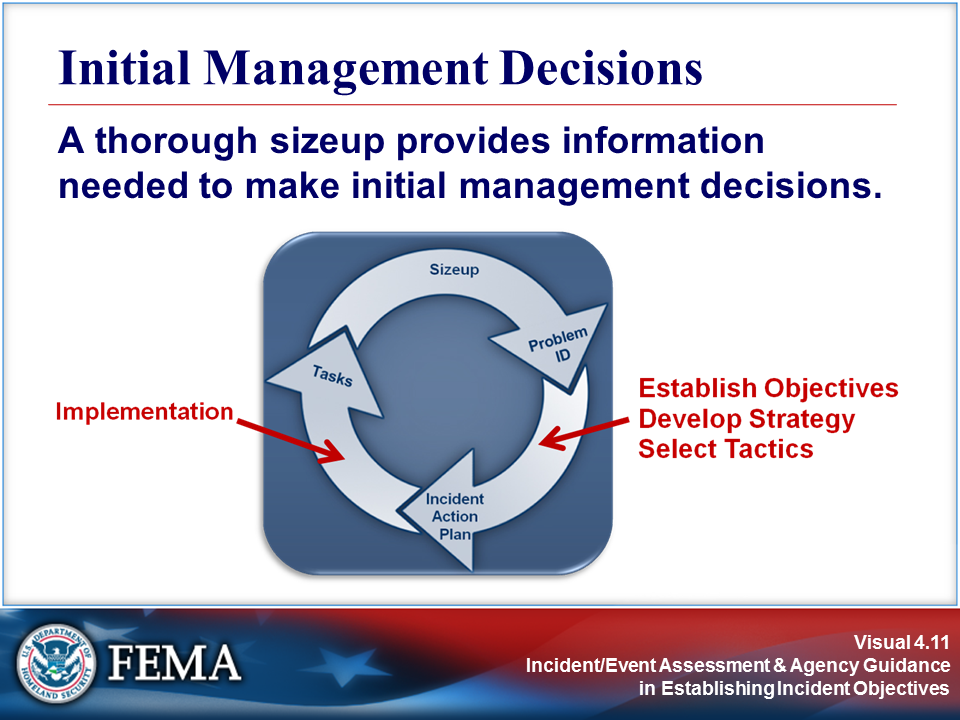 Initial Management Decisions
A thorough sizeup provides information
needed to make initial management decisions.
Sizeup
Problem
ID
Tasks
Implementation
Establish Objectives
Develop Strategy
Select Tactics
Incident
Action
Plan
U.S. DEPARTMENT OF
HOMELAND SECURITY
FEMA
Visual 4.11
Incident/Event Assessment & Agency Guidance
in Establishing Incident Objectives